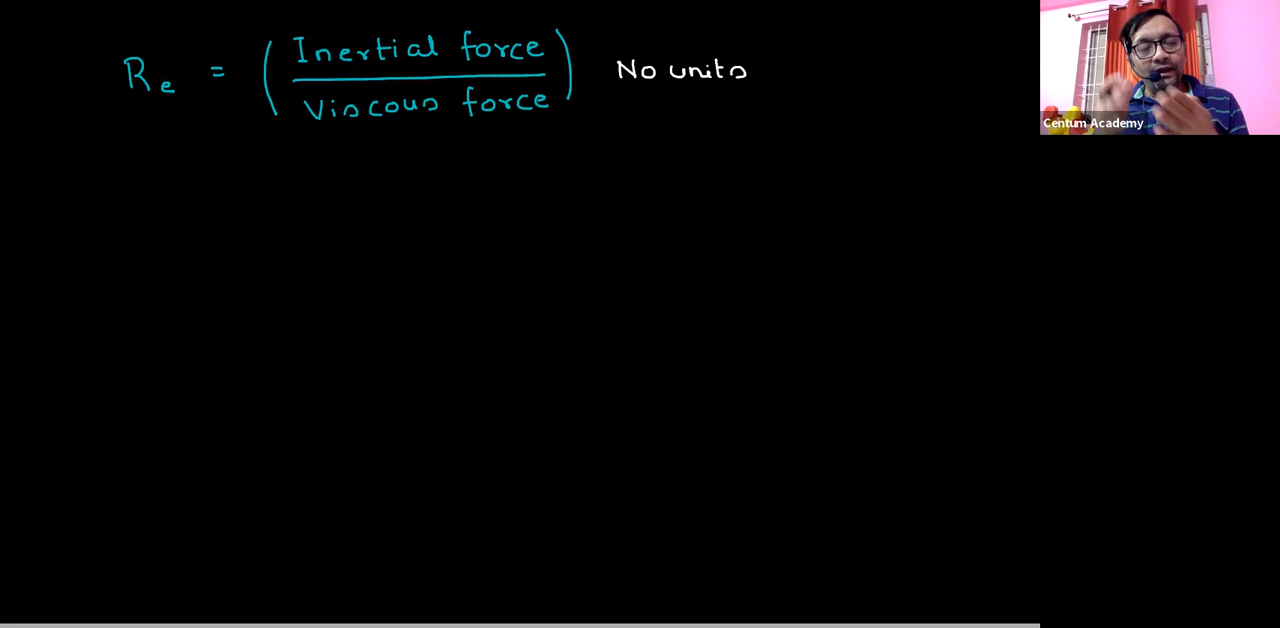 Re = (Inertial force / Viscous force) No units
Centum Academy